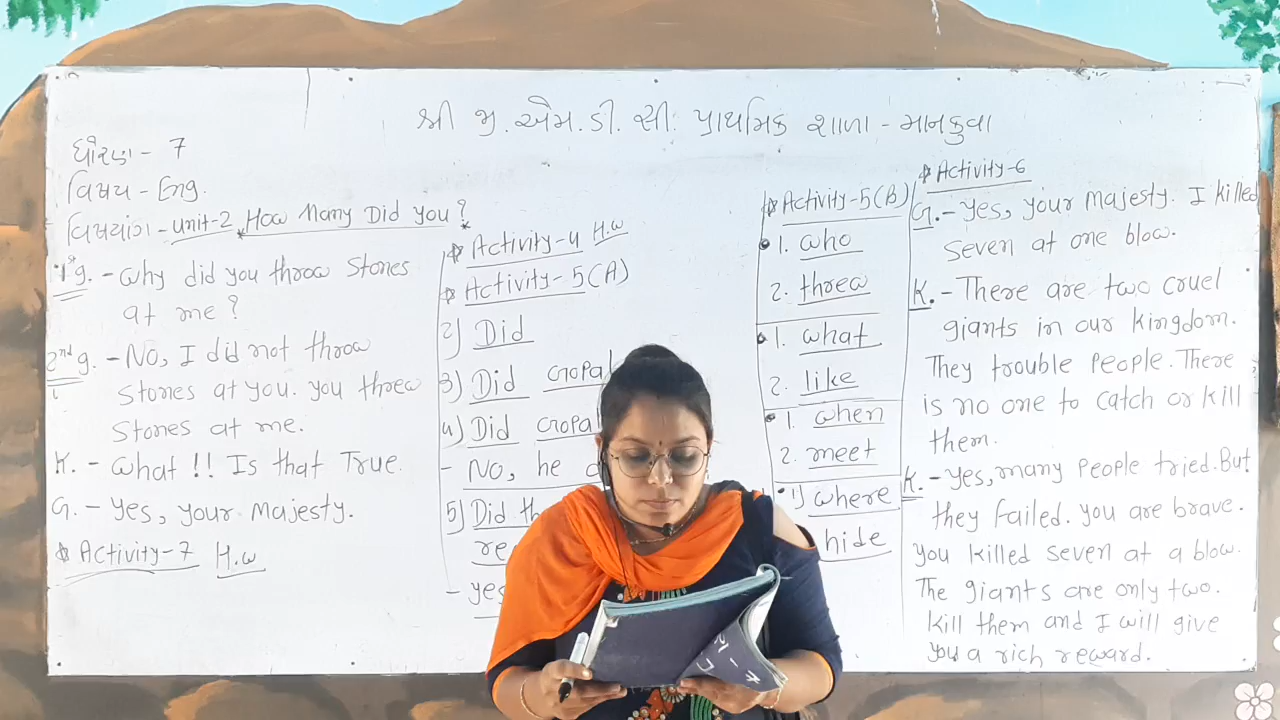 શ્રી જી. એમ. ડી. સી. પ્રાથમિક શાળા - માનકુવા
ધોરણ - 7
વિષય - Eng.
વિષયાંગ - unit-2 *How Many Did you?*
1st g. - why did you throw stones
at me ?
2nd g. - No, I did not throw
stones at you. you threw
stones at me.
K. - what !! Is that True.
G. - Yes, your Majesty.
Activity-7 H.w
Activity-4 H.w
Activity-5(A)
2) Did
3) Did Gopal
4) Did
- No, he
5) Did
- yes
Activity-5(B)
1. who
2. threw
1. what
2. like
1. when
2. meet
1) where
hide
Activity-6
G. - Yes, your Majesty. I killed
seven at one blow.
K. - There are two cruel
giants in our kingdom.
They trouble People. There
is no one to catch or kill
them.
K. - Yes, many People tried. But
they failed. you are brave.
you killed seven at a blow.
The giants are only two.
kill them and I will give
you a rich reward.